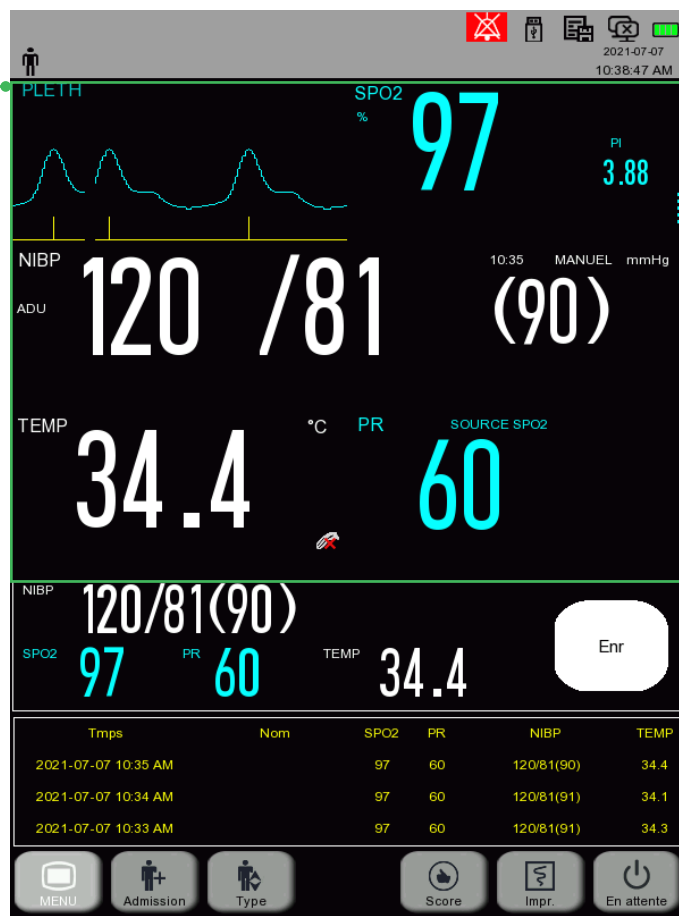 2021-07-07
10:38:47 AM
PLETH
SPO2
%
97
PI
3.88
NIBP
ADU
120 /81
10:35 MANUEL mmHg
(90)
TEMP
34.4
°C
PR
SOURCE SPO2
60
NIBP
120/81(90)
SPO2 97 PR 60 TEMP 34.4
Enr
Tmps Nom SPO2 PR NIBP TEMP
2021-07-07 10:35 AM 97 60 120/81(90) 34.4
2021-07-07 10:34 AM 97 60 120/81(91) 34.1
2021-07-07 10:33 AM 97 60 120/81(91) 34.3
MENU Admission Type Score Impr. En attente